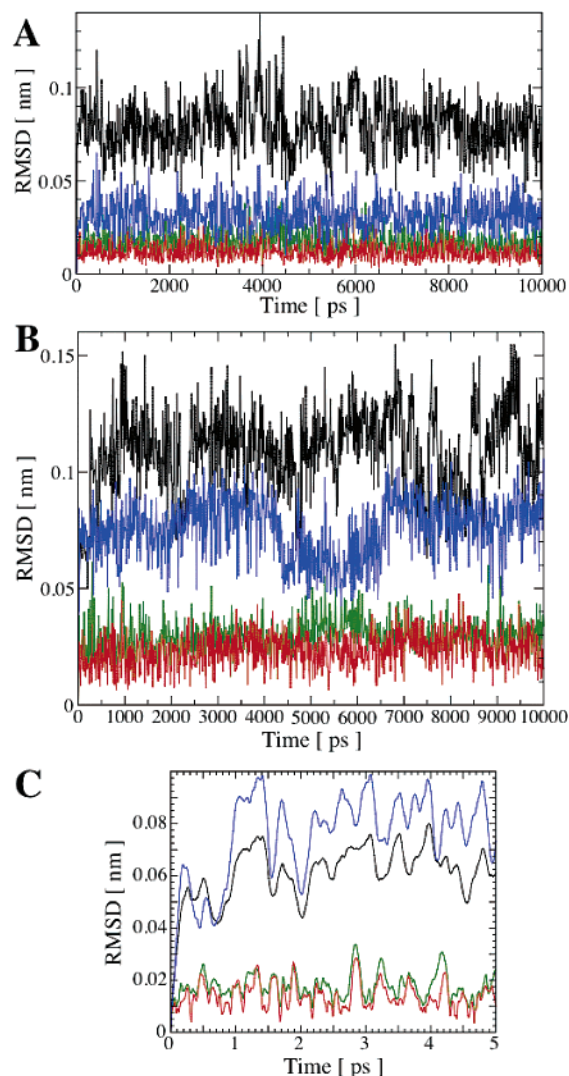 A
RMSD [ nm ]
0.1
0.05
0
0 2000 4000 6000 8000 10000
Time [ ps ]
B
RMSD [ nm ]
0.15
0.1
0.05
0
0 1000 2000 3000 4000 5000 6000 7000 8000 9000 10000
Time [ ps ]
C
RMSD [ nm ]
0.08
0.06
0.04
0.02
0
0 1 2 3 4 5
Time [ ps ]